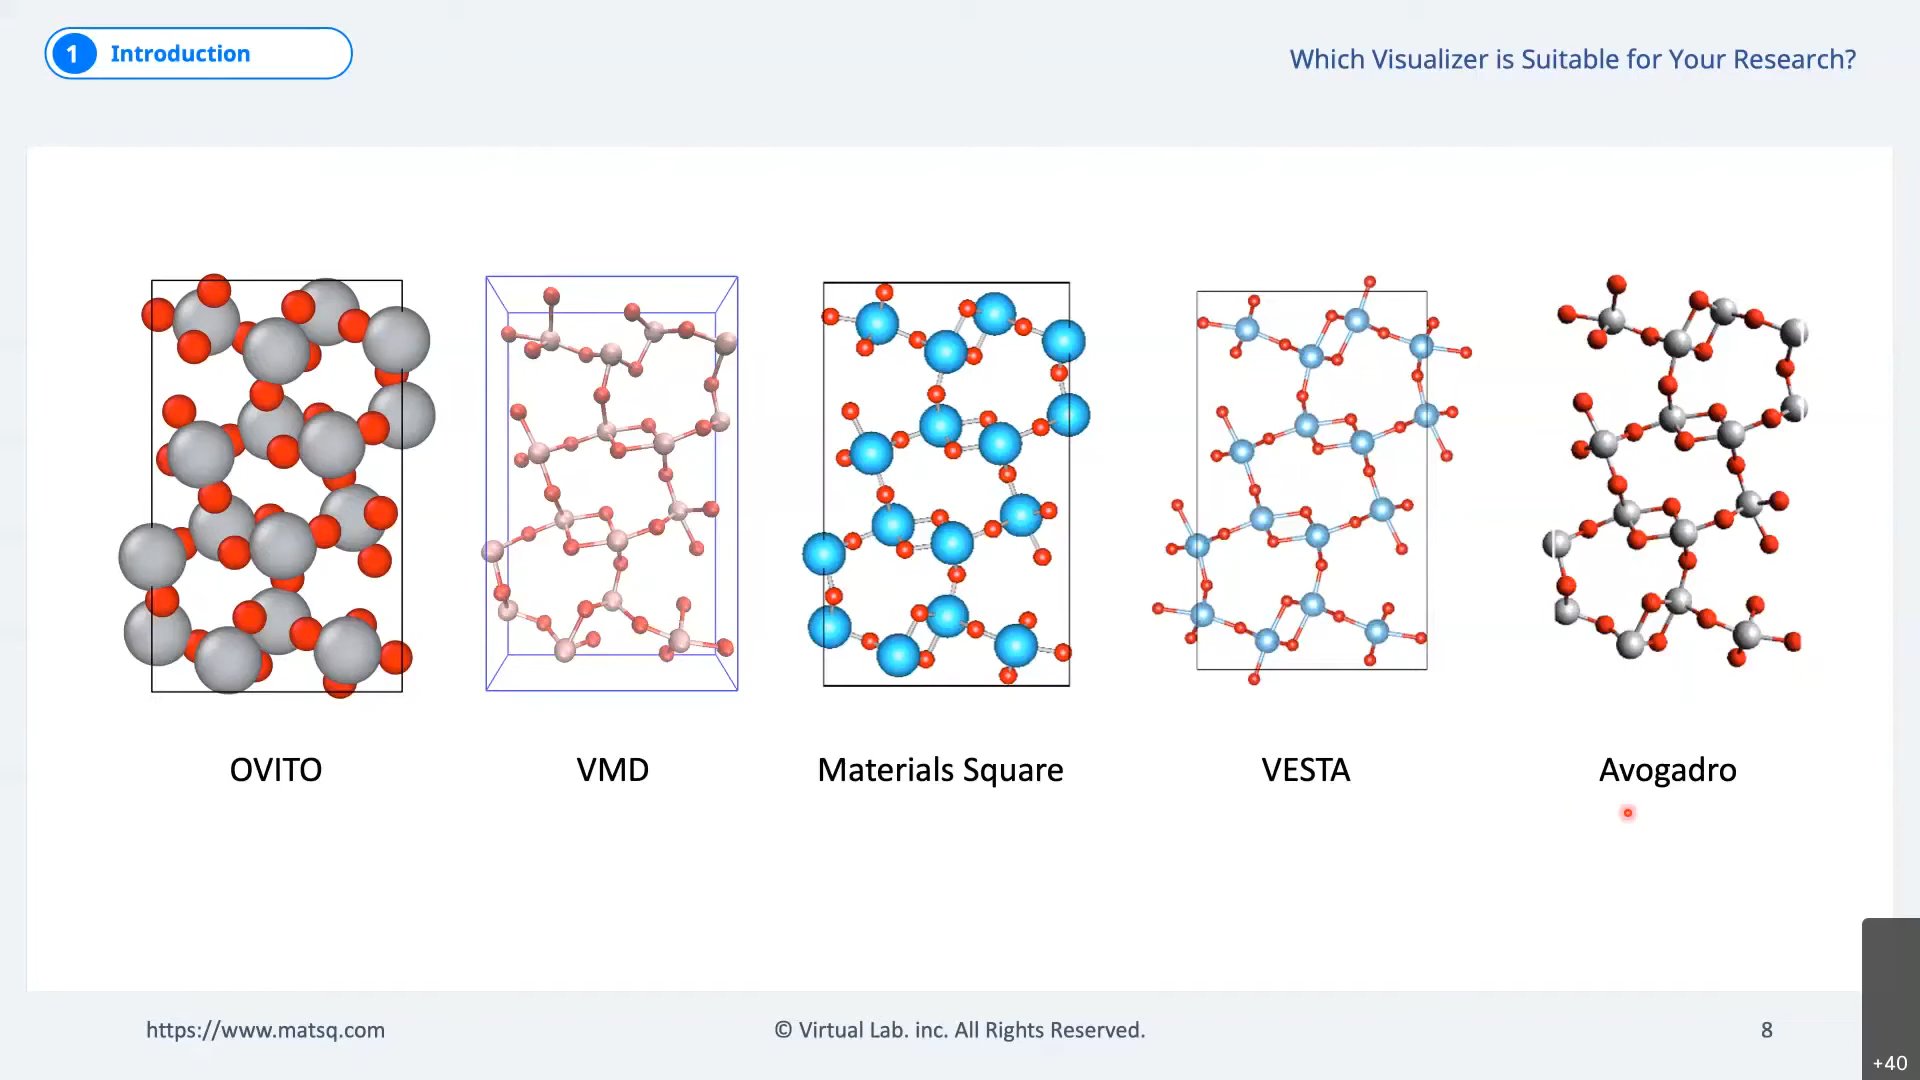 1 Introduction
Which Visualizer is Suitable for Your Research?
OVITO
VMD
Materials Square
VESTA
Avogadro
https://www.matsq.com
© Virtual Lab. inc. All Rights Reserved.
8
+40